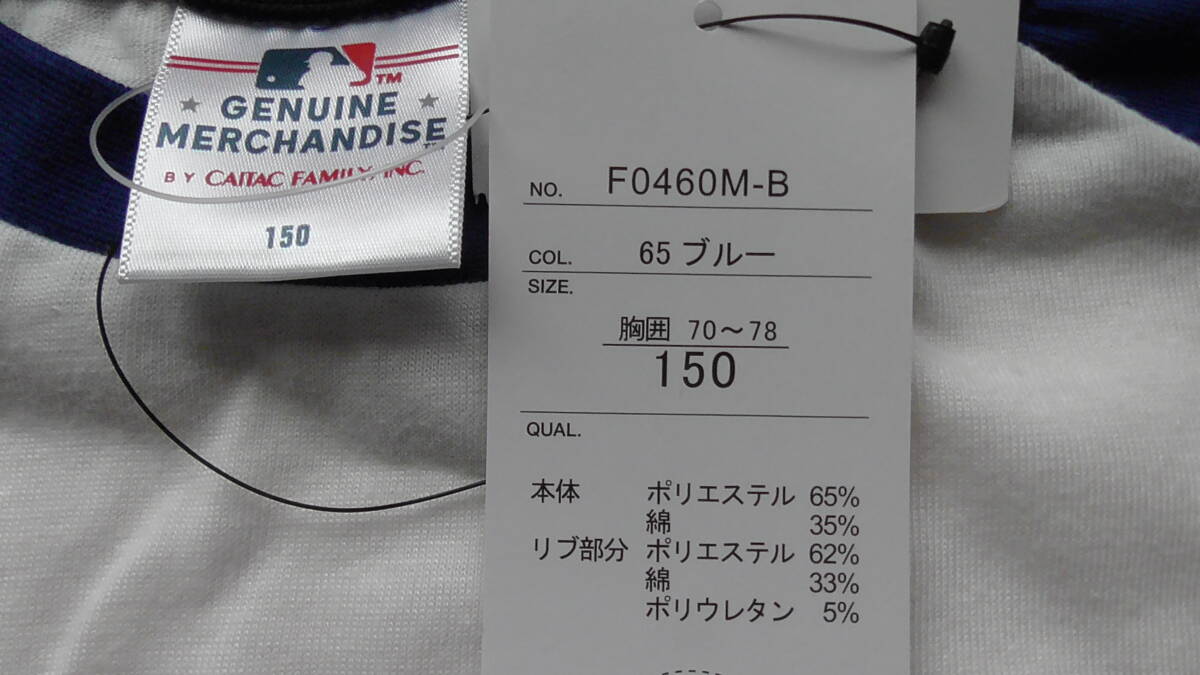 TM
GENUINE
MERCHANDISE™
BY CAITAC FAMILY, INC.
150
NO. F0460M-B
COL. 65 ブルー
SIZE.
胸囲 70～78
150
QUAL.
本体 ポリエステル 65%
綿 35%
リブ部分 ポリエステル 62%
綿 33%
ポリウレタン 5%